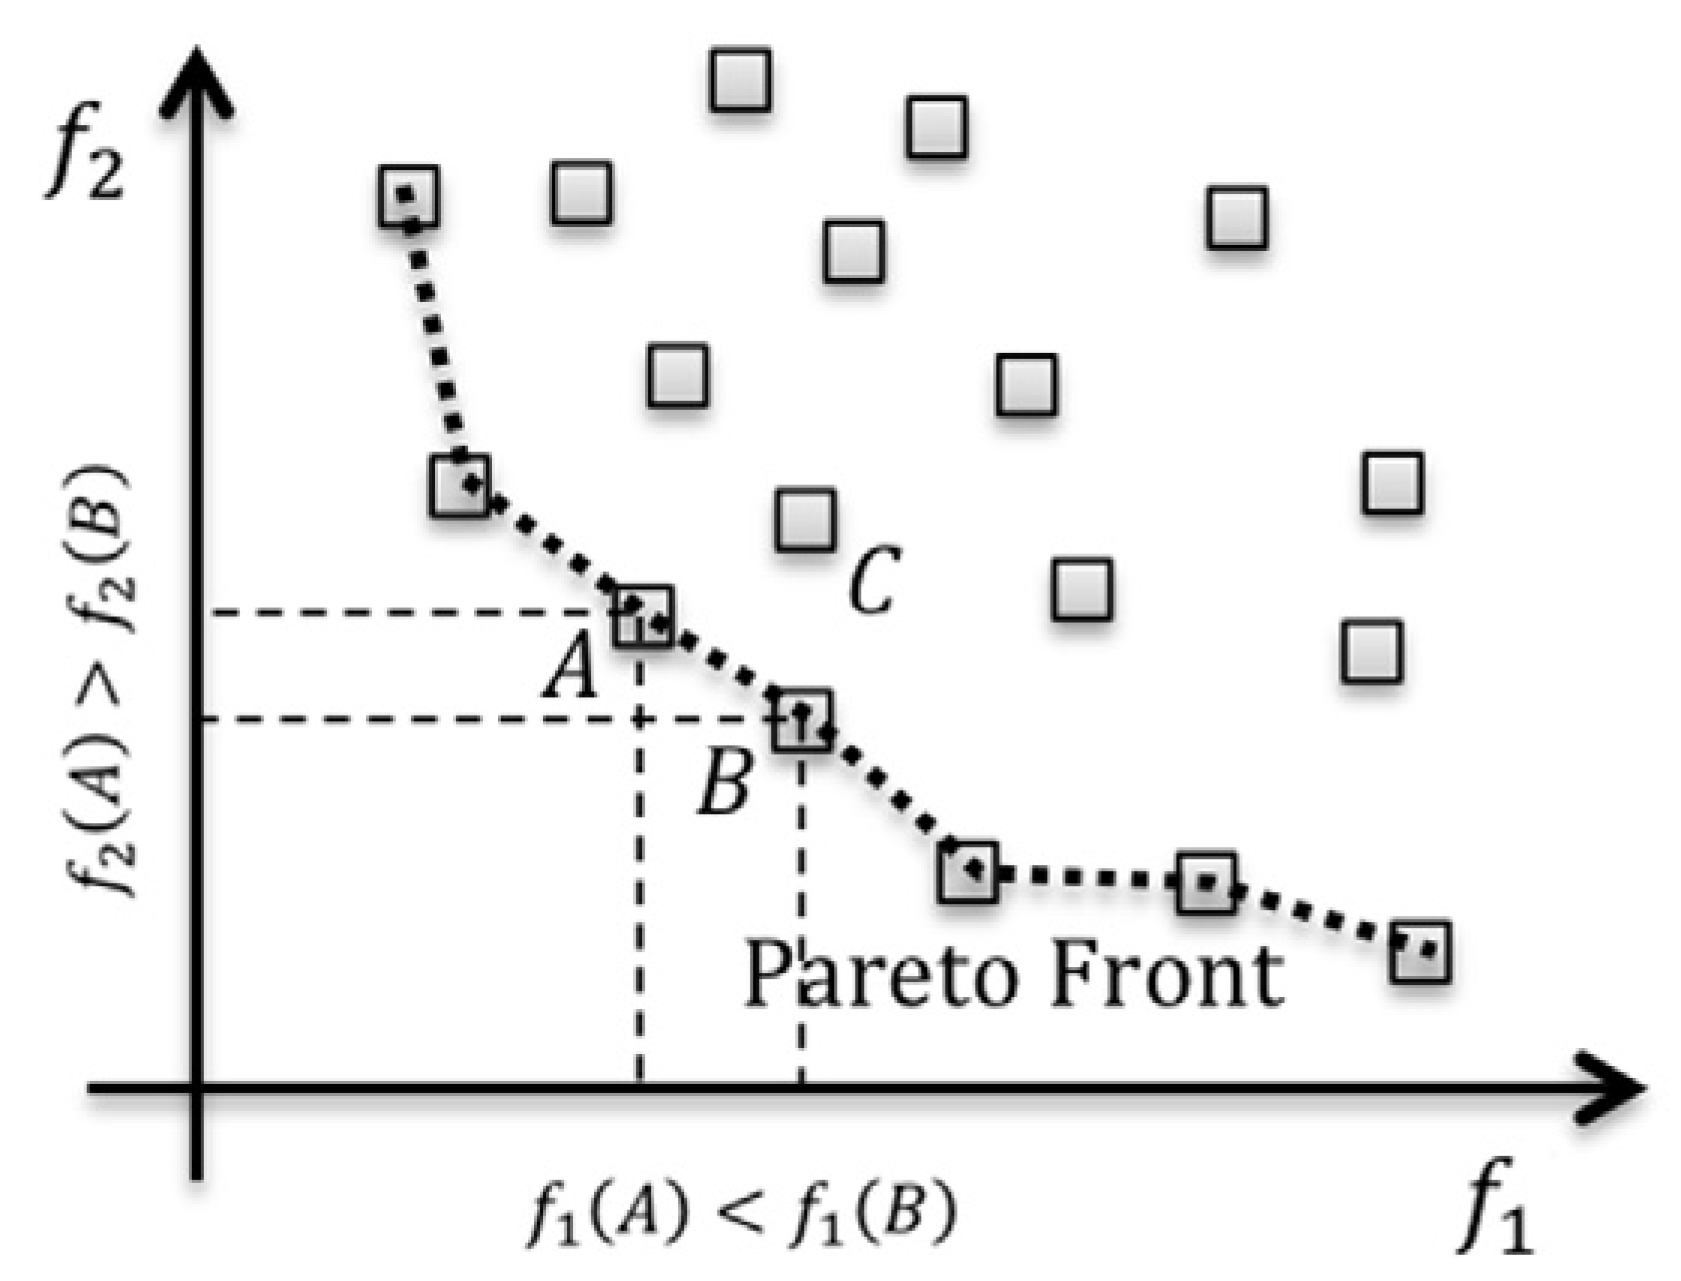 f₂
f₂(A) > f₂(B)
C
A
B
Pareto Front
f₁(A) < f₁(B)
f₁